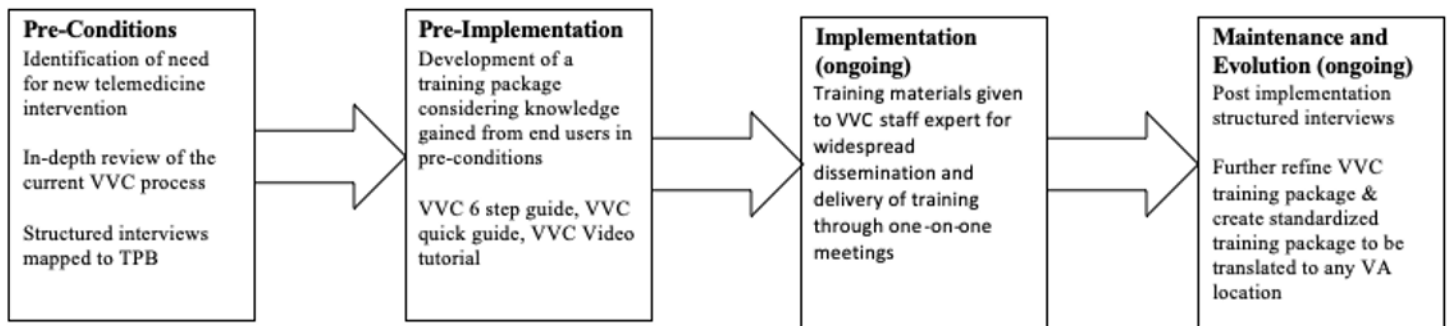 Pre-Conditions
Identification of need
for new telemedicine
intervention
In-depth review of the
current VVC process
Structured interviews
mapped to TPB
Pre-Implementation
Development of a
training package
considering knowledge
gained from end users in
pre-conditions
VVC 6 step guide, VVC
quick guide, VVC Video
tutorial
Implementation
(ongoing)
Training materials given
to VVC staff expert for
widespread
dissemination and
delivery of training
through one-on-one
meetings
Maintenance and
Evolution (ongoing)
Post implementation
structured interviews
Further refine VVC
training package &
create standardized
training package to be
translated to any VA
location